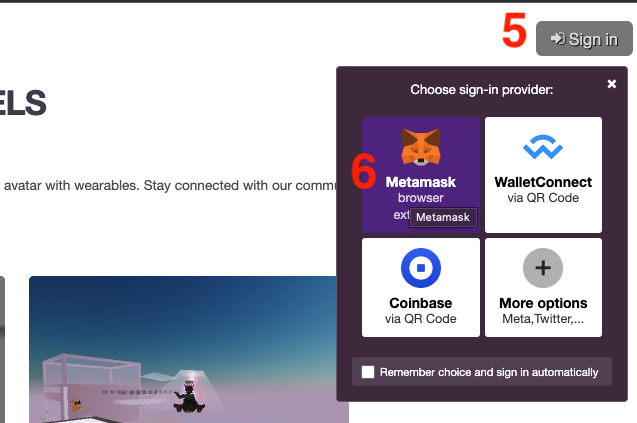 5
Sign in
ELS
Choose sign-in provider:
6
Metamask
browser
ext
Metamask
WalletConnect
via QR Code
avatar with wearables. Stay connected with our commu
Coinbase
via QR Code
More options
Meta,Twitter,...
Remember choice and sign in automatically